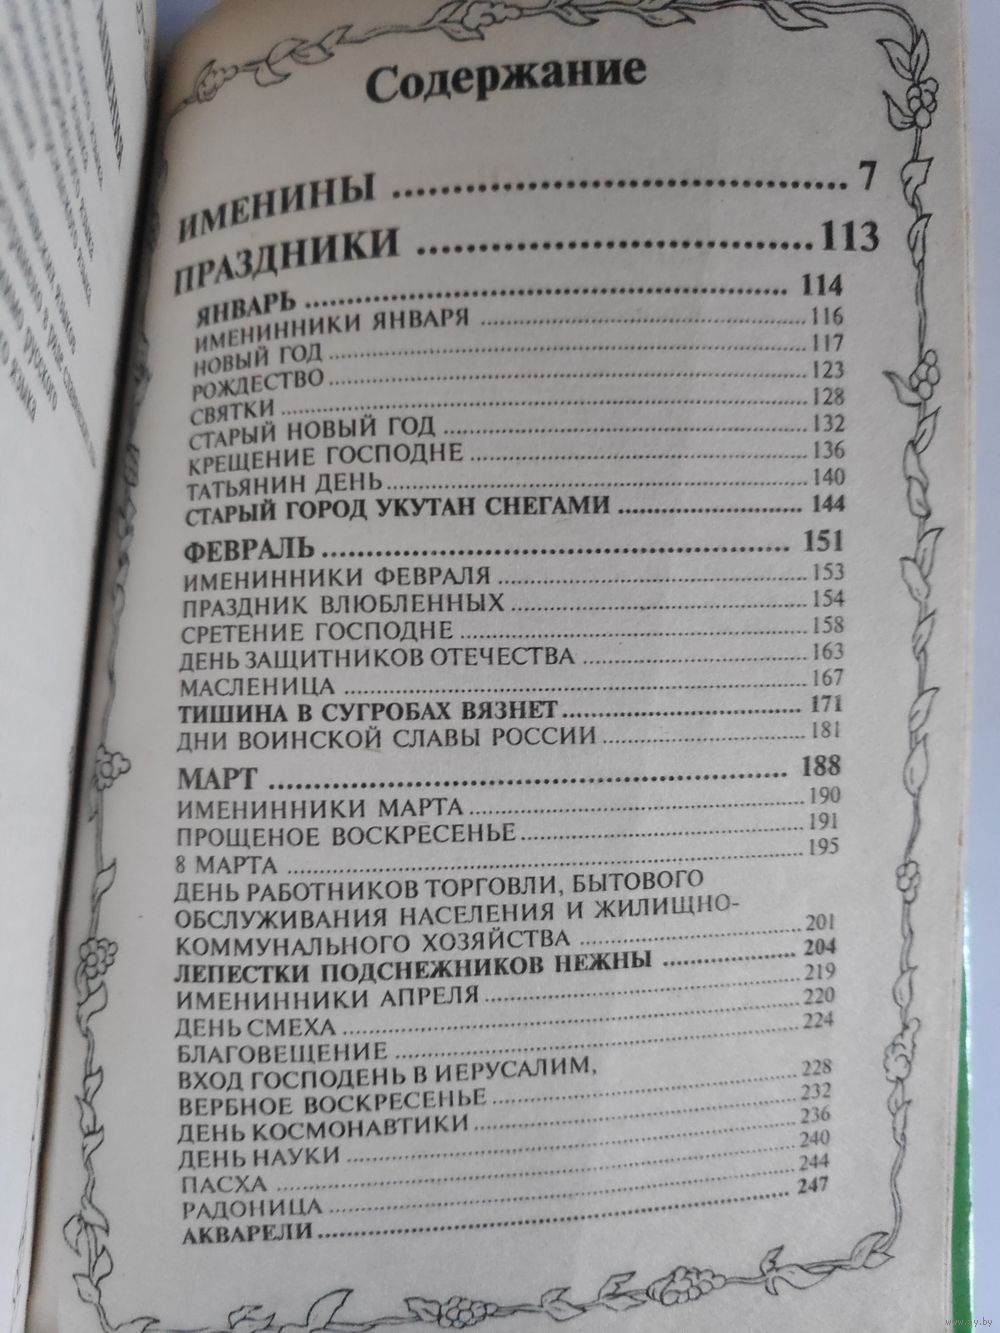 Содержание
ИМЕНИНЫ ........ 7
ПРАЗДНИКИ ........ 113
ЯНВАРЬ ........ 114
ИМЕНИННИКИ ЯНВАРЯ ........ 116
НОВЫЙ ГОД ........ 117
РОЖДЕСТВО ........ 123
СВЯТКИ ........ 128
СТАРЫЙ НОВЫЙ ГОД ........ 132
КРЕЩЕНИЕ ГОСПОДНЕ ........ 136
ТАТЬЯНИН ДЕНЬ ........ 140
СТАРЫЙ ГОРОД УКУТАН СНЕГАМИ ........ 144
ФЕВРАЛЬ ........ 151
ИМЕНИННИКИ ФЕВРАЛЯ ........ 153
ПРАЗДНИК ВЛЮБЛЕННЫХ ........ 154
СРЕТЕНИЕ ГОСПОДНЕ ........ 158
ДЕНЬ ЗАЩИТНИКОВ ОТЕЧЕСТВА ........ 163
МАСЛЕНИЦА ........ 167
ТИШИНА В СУГРОБАХ ВЯЗНЕТ ........ 171
ДНИ ВОИНСКОЙ СЛАВЫ РОССИИ ........ 181
МАРТ ........ 188
ИМЕНИННИКИ МАРТА ........ 190
ПРОЩЕНОЕ ВОСКРЕСЕНЬЕ ........ 191
8 МАРТА ........ 195
ДЕНЬ РАБОТНИКОВ ТОРГОВЛИ, БЫТОВОГО
ОБСЛУЖИВАНИЯ НАСЕЛЕНИЯ И ЖИЛИЩНО-
КОММУНАЛЬНОГО ХОЗЯЙСТВА ........ 201
ЛЕПЕСТКИ ПОДСНЕЖНИКОВ НЕЖНЫ ........ 204
ИМЕНИННИКИ АПРЕЛЯ ........ 219
ДЕНЬ СМЕХА ........ 220
БЛАГОВЕЩЕНИЕ ........ 224
ВХОД ГОСПОДЕНЬ В ИЕРУСАЛИМ,
ВЕРБНОЕ ВОСКРЕСЕНЬЕ ........ 228
ДЕНЬ КОСМОНАВТИКИ ........ 232
ДЕНЬ НАУКИ ........ 236
ПАСХА ........ 240
РАДОНИЦА ........ 244
АКВАРЕЛИ ........ 247